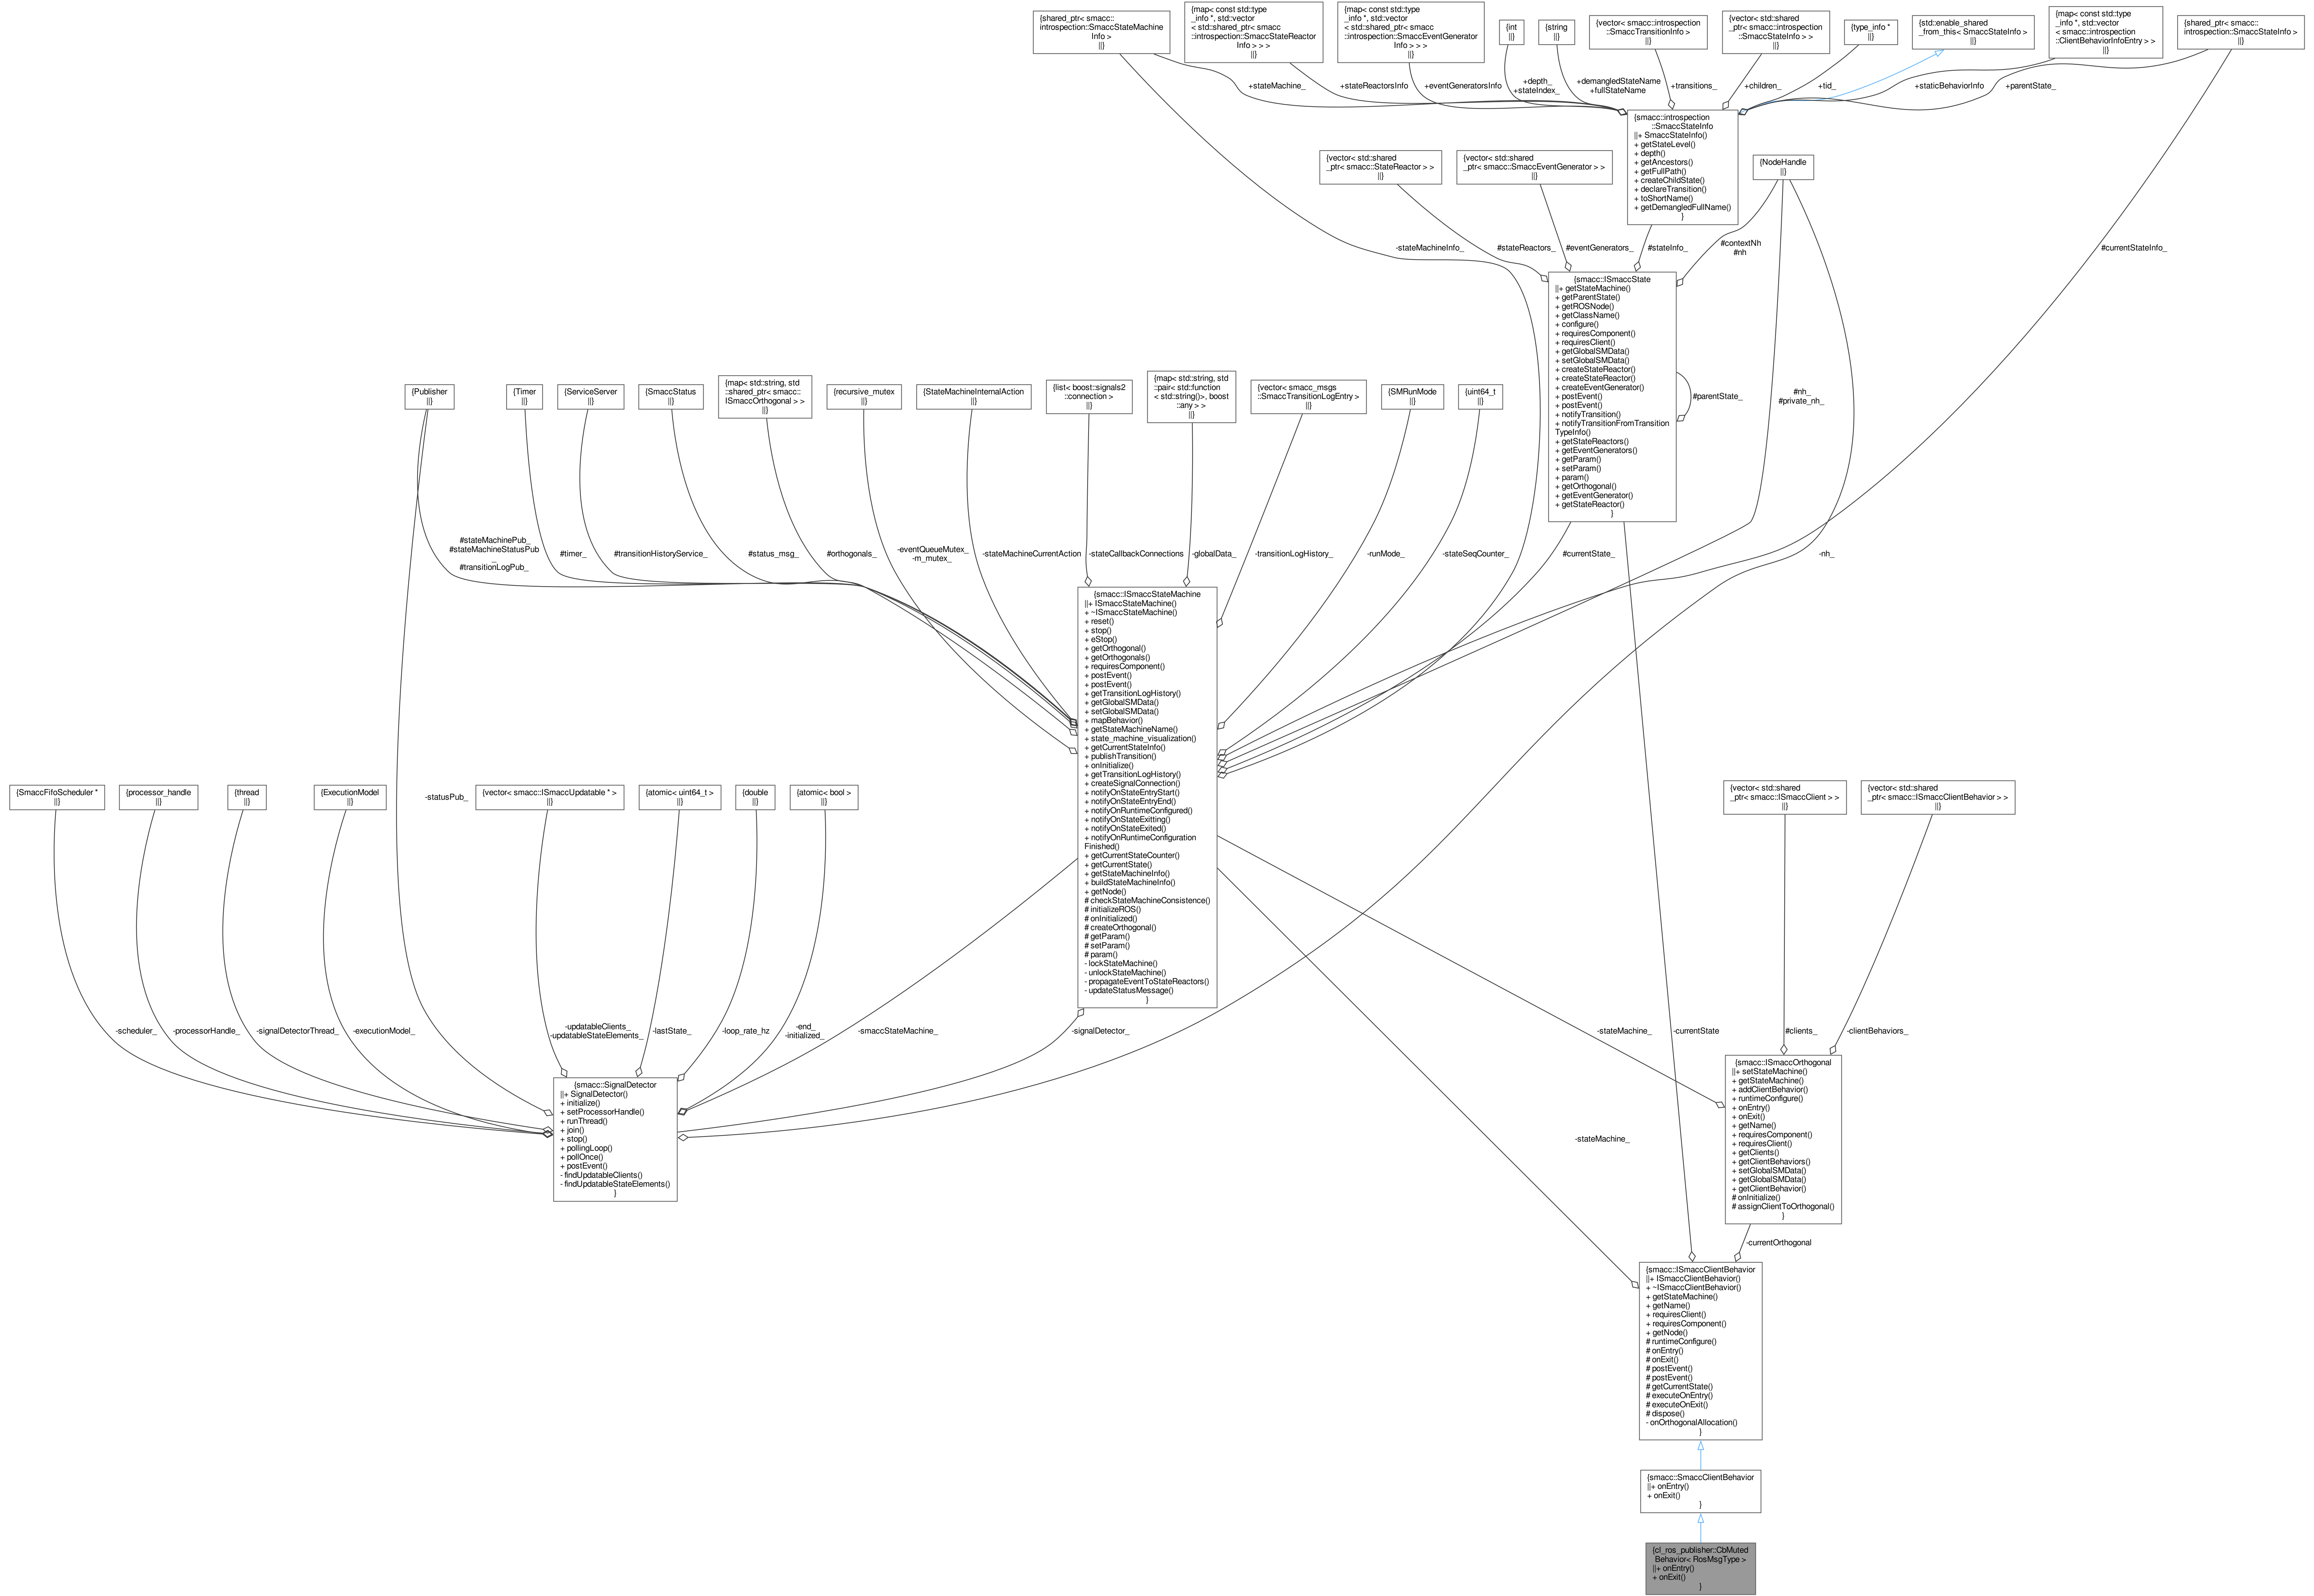 {shared_ptr< smacc::
introspection::SmaccStateMachine
Info >
||}
{map< const std::type
_info *, std::vector
< std::shared_ptr< smacc
::introspection::SmaccStateReactor
Info > > >
||}
{map< const std::type
_info *, std::vector
< std::shared_ptr< smacc
::introspection::SmaccEventGenerator
Info > > >
||}
{int
||}
{string
||}
{vector< smacc::introspection
::SmaccTransitionInfo >
||}
{vector< std::shared
_ptr< smacc::introspection
::SmaccStateInfo > >
||}
{type_info *
||}
{std::enable_shared
_from_this< SmaccStateInfo >
||}
{map< const std::type
_info *, std::vector
< smacc::introspection
::ClientBehaviorInfoEntry > >
||}
{shared_ptr< smacc::
introspection::SmaccStateInfo >
||}
+stateMachine_
+stateReactorsInfo
+eventGeneratorsInfo
+depth_
+stateIndex_
+demangledStateName
+fullStateName
+transitions_
+children_
+tid_
+staticBehaviorInfo
+parentState_
{smacc::introspection
::SmaccStateInfo
||+ SmaccStateInfo()
+ getStateLevel()
+ depth()
+ getAncestors()
+ getFullPath()
+ createChildState()
+ declareTransition()
+ toShortName()
+ getDemangledFullName()
}
{vector< std::shared
_ptr< smacc::StateReactor > >
||}
{vector< std::shared
_ptr< smacc::SmaccEventGenerator > >
||}
{NodeHandle
||}
-stateMachineInfo_
#stateReactors_
#eventGenerators_
#stateInfo_
#contextNh
#nh
#currentStateInfo_
{smacc::ISmaccState
||+ getStateMachine()
+ getParentState()
+ getROSNode()
+ getClassName()
+ configure()
+ requiresComponent()
+ requiresClient()
+ getGlobalSMData()
+ setGlobalSMData()
+ createStateReactor()
+ createStateReactor()
+ createEventGenerator()
+ postEvent()
+ postEvent()
+ notifyTransition()
+ notifyTransitionFromTransition
TypeInfo()
+ getStateReactors()
+ getEventGenerators()
+ getParam()
+ setParam()
+ param()
+ getOrthogonal()
+ getEventGenerator()
+ getStateReactor()
}
#parentState_
#nh_
#private_nh_
{Publisher
||}
{Timer
||}
{ServiceServer
||}
{SmaccStatus
||}
{map< std::string, std
::shared_ptr< smacc::
ISmaccOrthogonal > >
||}
{recursive_mutex
||}
{StateMachineInternalAction
||}
{list< boost::signals2
::connection >
||}
{map< std::string, std
::pair< std::function
< std::string()>, boost
::any > >
||}
{vector< smacc_msgs
::SmaccTransitionLogEntry >
||}
{SMRunMode
||}
{uint64_t
||}
#stateMachinePub_
#stateMachineStatusPub
_
#transitionLogPub_
#timer_
#transitionHistoryService_
#status_msg_
#orthogonals_
-eventQueueMutex_
-m_mutex_
-stateMachineCurrentAction
-stateCallbackConnections
-globalData_
-transitionLogHistory_
-runMode_
-stateSeqCounter_
#currentState_
-nh_
{smacc::ISmaccStateMachine
||+ ISmaccStateMachine()
+ ~ISmaccStateMachine()
+ reset()
+ stop()
+ eStop()
+ getOrthogonal()
+ getOrthogonals()
+ requiresComponent()
+ postEvent()
+ postEvent()
+ getTransitionLogHistory()
+ getGlobalSMData()
+ setGlobalSMData()
+ mapBehavior()
+ getStateMachineName()
+ state_machine_visualization()
+ getCurrentStateInfo()
+ publishTransition()
+ onInitialize()
+ getTransitionLogHistory()
+ createSignalConnection()
+ notifyOnStateEntryStart()
+ notifyOnStateEntryEnd()
+ notifyOnRuntimeConfigured()
+ notifyOnStateExitting()
+ notifyOnStateExited()
+ notifyOnRuntimeConfiguration
Finished()
+ getCurrentStateCounter()
+ getCurrentState()
+ getStateMachineInfo()
+ buildStateMachineInfo()
+ getNode()
# checkStateMachineConsistence()
# initializeROS()
# onInitialized()
# createOrthogonal()
# getParam()
# setParam()
# param()
- lockStateMachine()
- unlockStateMachine()
- propagateEventToStateReactors()
- updateStatusMessage()
}
{SmaccFifoScheduler *
||}
{processor_handle
||}
{thread
||}
{ExecutionModel
||}
-statusPub_
{vector< smacc::ISmaccUpdatable * >
||}
{atomic< uint64_t >
||}
{double
||}
{atomic< bool >
||}
{vector< std::shared
_ptr< smacc::ISmaccClient > >
||}
{vector< std::shared
_ptr< smacc::ISmaccClientBehavior > >
||}
-scheduler_
-processorHandle_
-signalDetectorThread_
-executionModel_
-updatableClients_
-updatableStateElements_
-lastState_
-loop_rate_hz
-end_
-initialized_
-smaccStateMachine_
-signalDetector_
-stateMachine_
-currentState
#clients_
-clientBehaviors_
{smacc::SignalDetector
||+ SignalDetector()
+ initialize()
+ setProcessorHandle()
+ runThread()
+ join()
+ stop()
+ pollingLoop()
+ pollOnce()
+ postEvent()
- findUpdatableClients()
- findUpdatableStateElements()
}
{smacc::ISmaccOrthogonal
||+ setStateMachine()
+ getStateMachine()
+ addClientBehavior()
+ runtimeConfigure()
+ onEntry()
+ onExit()
+ getName()
+ requiresComponent()
+ requiresClient()
+ getClients()
+ getClientBehaviors()
+ setGlobalSMData()
+ getGlobalSMData()
+ getClientBehavior()
# onInitialize()
# assignClientToOrthogonal()
}
-stateMachine_
-currentOrthogonal
{smacc::ISmaccClientBehavior
||+ ISmaccClientBehavior()
+ ~ISmaccClientBehavior()
+ getStateMachine()
+ getName()
+ requiresClient()
+ requiresComponent()
+ getNode()
# runtimeConfigure()
# onEntry()
# onExit()
# postEvent()
# postEvent()
# getCurrentState()
# executeOnEntry()
# executeOnExit()
# dispose()
- onOrthogonalAllocation()
}
{smacc::SmaccClientBehavior
||+ onEntry()
+ onExit()
}
{cl_ros_publisher::CbMuted
Behavior< RosMsgType >
||+ onEntry()
+ onExit()
}